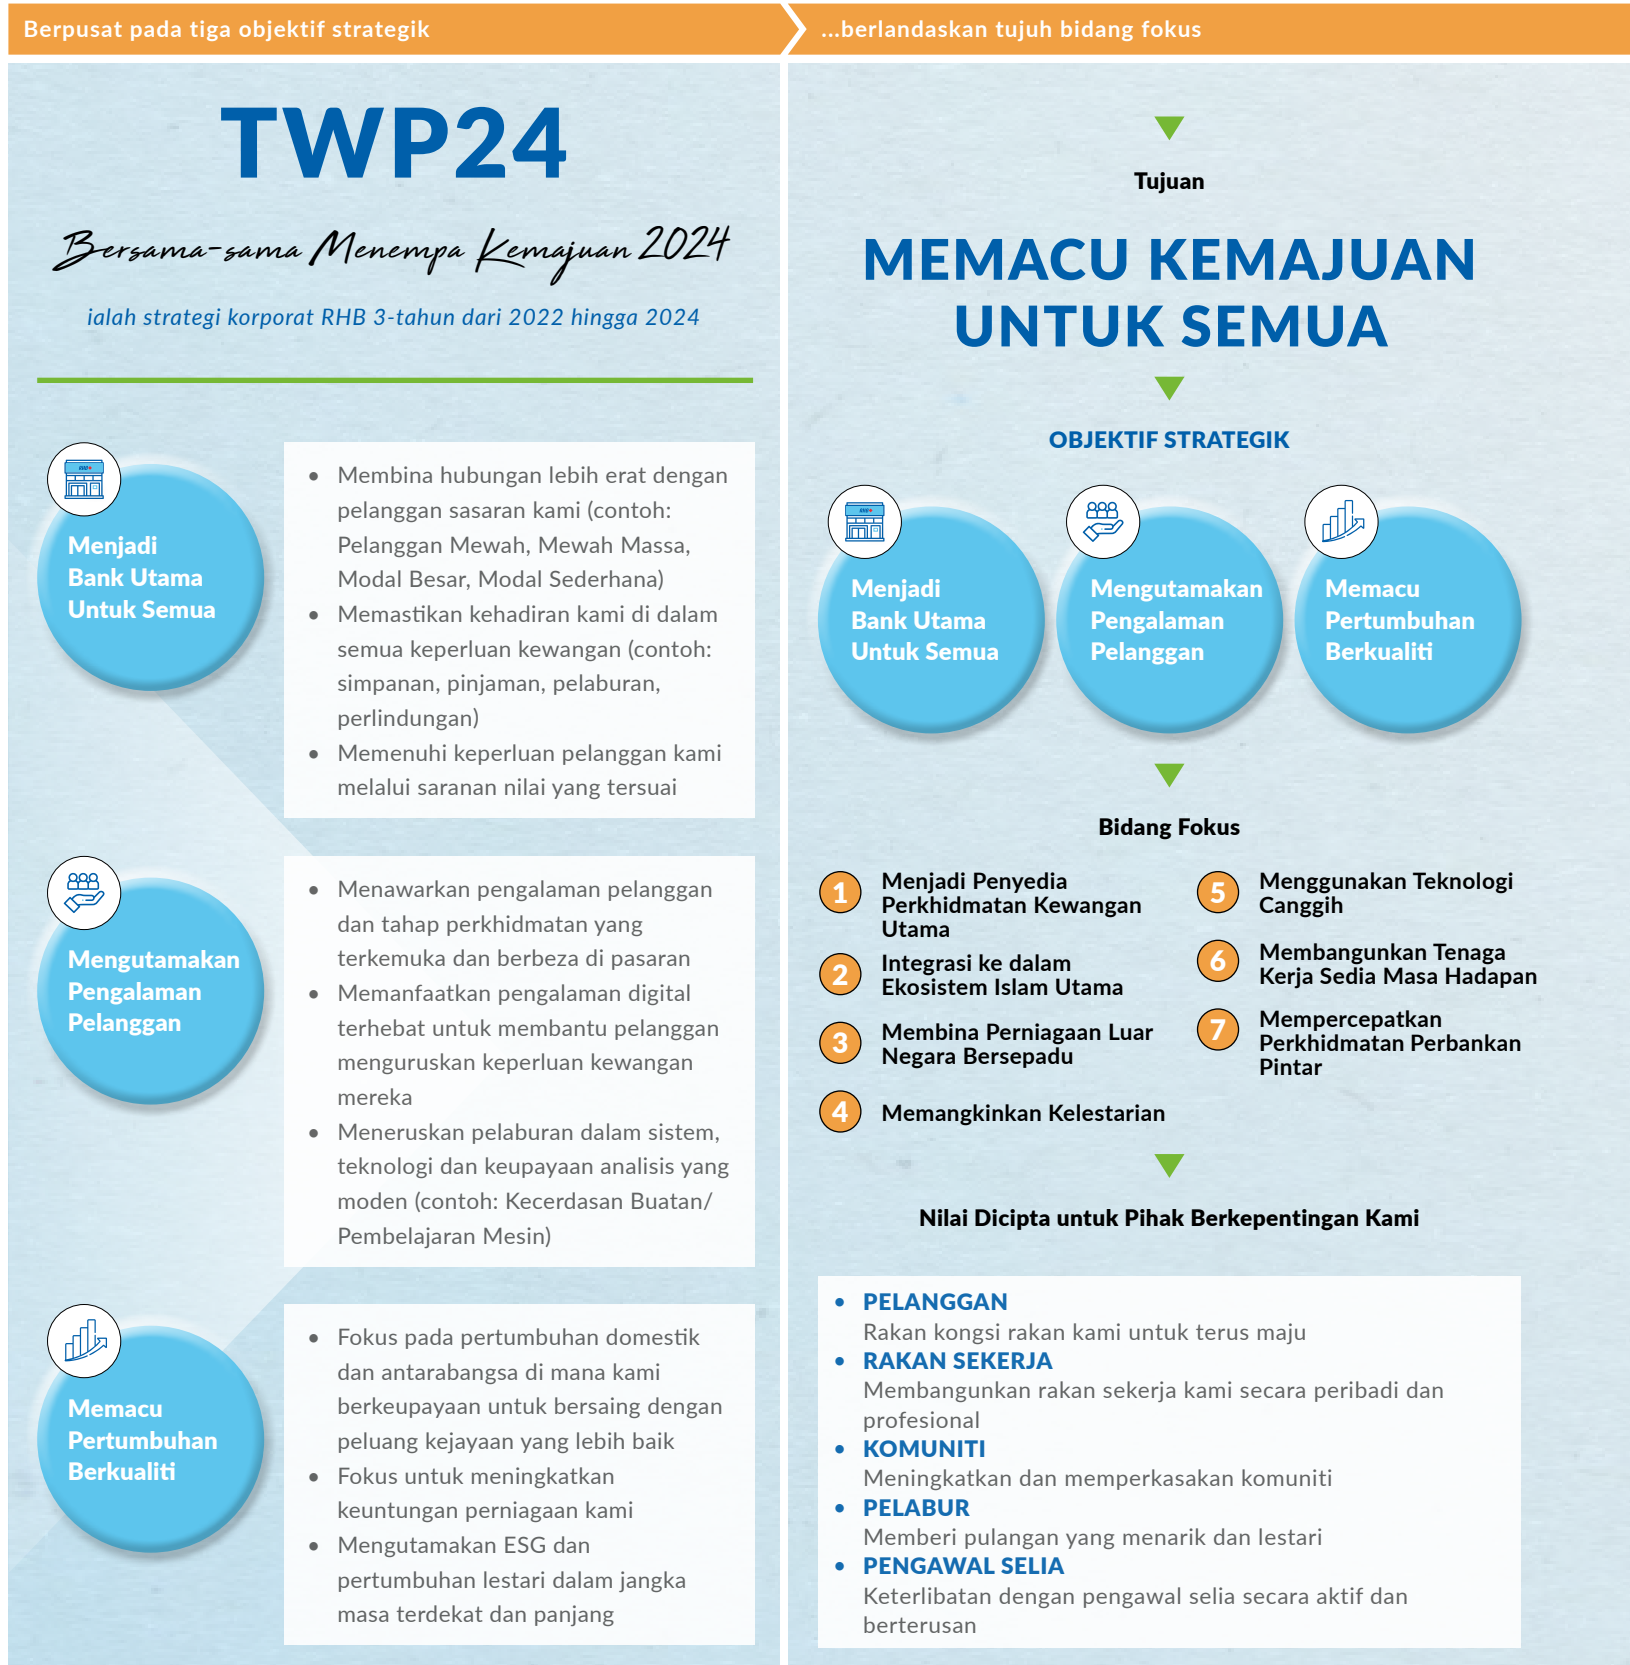 Berpusat pada tiga objektif strategik
TWP24
Bersama-sama Menempa Kemajuan 2024
ialah strategi korporat RHB 3-tahun dari 2022 hingga 2024
Menjadi
Bank Utama
Untuk Semua
• Membina hubungan lebih erat dengan
pelanggan sasaran kami (contoh:
Pelanggan Mewah, Mewah Massa,
Modal Besar, Modal Sederhana)
• Memastikan kehadiran kami di dalam
semua keperluan kewangan (contoh:
simpanan, pinjaman, pelaburan,
perlindungan)
• Memenuhi keperluan pelanggan kami
melalui saranan nilai yang tersuai
Mengutamakan
Pengalaman
Pelanggan
• Menawarkan pengalaman pelanggan
dan tahap perkhidmatan yang
terkemuka dan berbeza di pasaran
• Memanfaatkan pengalaman digital
terhebat untuk membantu pelanggan
menguruskan keperluan kewangan
mereka
• Meneruskan pelaburan dalam sistem,
teknologi dan keupayaan analisis yang
moden (contoh: Kecerdasan Buatan/
Pembelajaran Mesin)
Memacu
Pertumbuhan
Berkualiti
• Fokus pada pertumbuhan domestik
dan antarabangsa di mana kami
berkeupayaan untuk bersaing dengan
peluang kejayaan yang lebih baik
• Fokus untuk meningkatkan
keuntungan perniagaan kami
• Mengutamakan ESG dan
pertumbuhan lestari dalam jangka
masa terdekat dan panjang
...berlandaskan tujuh bidang fokus
Tujuan
MEMACU KEMAJUAN
UNTUK SEMUA
OBJEKTIF STRATEGIK
Menjadi
Bank Utama
Untuk Semua
Mengutamakan
Pengalaman
Pelanggan
Memacu
Pertumbuhan
Berkualiti
Bidang Fokus
1 Menjadi Penyedia
Perkhidmatan Kewangan
Utama
2 Integrasi ke dalam
Ekosistem Islam Utama
3 Membina Perniagaan Luar
Negara Bersepadu
4 Memangkinkan Kelestarian
5 Menggunakan Teknologi
Canggih
6 Membangunkan Tenaga
Kerja Sedia Masa Hadapan
7 Mempercepatkan
Perkhidmatan Perbankan
Pintar
Nilai Dicipta untuk Pihak Berkepentingan Kami
• PELANGGAN
Rakan kongsi rakan kami untuk terus maju
• RAKAN SEKERJA
Membangunkan rakan sekerja kami secara peribadi dan
profesional
• KOMUNITI
Meningkatkan dan memperkasakan komuniti
• PELABUR
Memberi pulangan yang menarik dan lestari
• PENGAWAL SELIA
Keterlibatan dengan pengawal selia secara aktif dan
berterusan